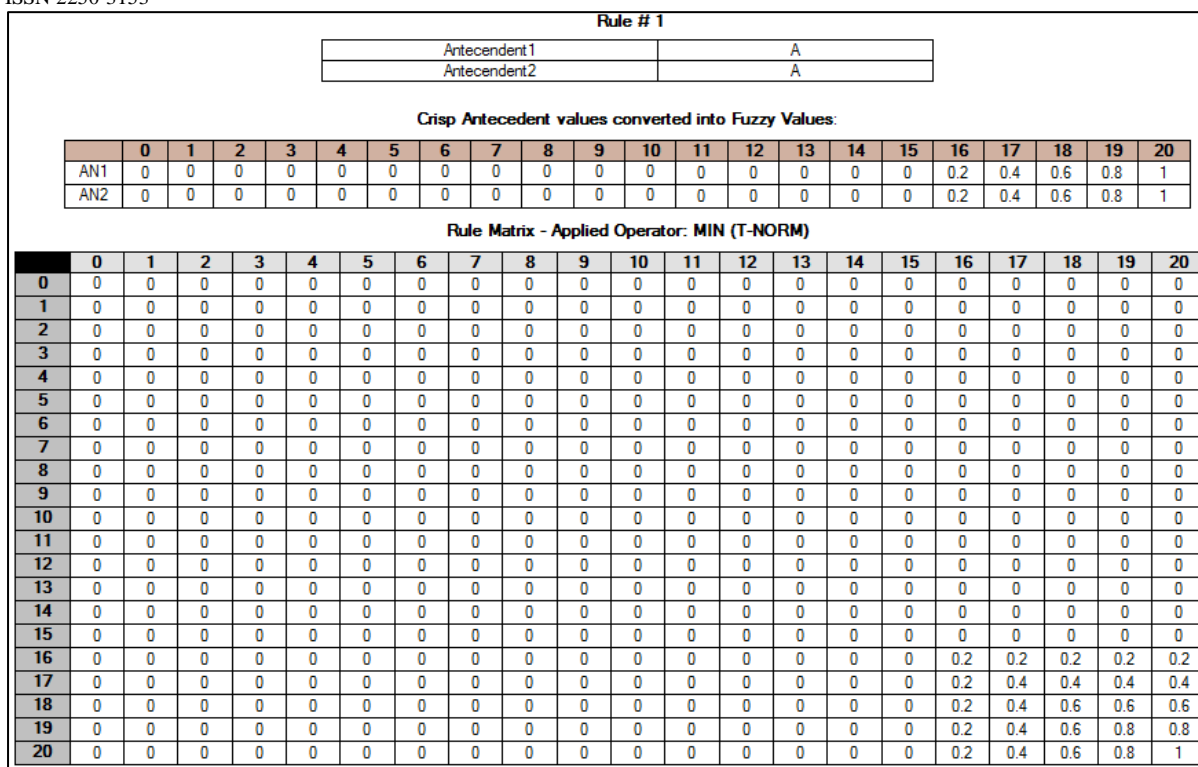 ISSN 2250-3153
Rule # 1
Antecendent1 A
Antecendent2 A
Crisp Antecedent values converted into Fuzzy Values:
0 1 2 3 4 5 6 7 8 9 10 11 12 13 14 15 16 17 18 19 20
AN1 0 0 0 0 0 0 0 0 0 0 0 0 0 0 0 0 0.2 0.4 0.6 0.8 1
AN2 0 0 0 0 0 0 0 0 0 0 0 0 0 0 0 0 0.2 0.4 0.6 0.8 1
Rule Matrix - Applied Operator: MIN (T-NORM)
0 1 2 3 4 5 6 7 8 9 10 11 12 13 14 15 16 17 18 19 20
0 0 0 0 0 0 0 0 0 0 0 0 0 0 0 0 0 0 0 0 0 0
1 0 0 0 0 0 0 0 0 0 0 0 0 0 0 0 0 0 0 0 0 0
2 0 0 0 0 0 0 0 0 0 0 0 0 0 0 0 0 0 0 0 0 0
3 0 0 0 0 0 0 0 0 0 0 0 0 0 0 0 0 0 0 0 0 0
4 0 0 0 0 0 0 0 0 0 0 0 0 0 0 0 0 0 0 0 0 0
5 0 0 0 0 0 0 0 0 0 0 0 0 0 0 0 0 0 0 0 0 0
6 0 0 0 0 0 0 0 0 0 0 0 0 0 0 0 0 0 0 0 0 0
7 0 0 0 0 0 0 0 0 0 0 0 0 0 0 0 0 0 0 0 0 0
8 0 0 0 0 0 0 0 0 0 0 0 0 0 0 0 0 0 0 0 0 0
9 0 0 0 0 0 0 0 0 0 0 0 0 0 0 0 0 0 0 0 0 0
10 0 0 0 0 0 0 0 0 0 0 0 0 0 0 0 0 0 0 0 0 0
11 0 0 0 0 0 0 0 0 0 0 0 0 0 0 0 0 0 0 0 0 0
12 0 0 0 0 0 0 0 0 0 0 0 0 0 0 0 0 0 0 0 0 0
13 0 0 0 0 0 0 0 0 0 0 0 0 0 0 0 0 0 0 0 0 0
14 0 0 0 0 0 0 0 0 0 0 0 0 0 0 0 0 0 0 0 0 0
15 0 0 0 0 0 0 0 0 0 0 0 0 0 0 0 0 0 0 0 0 0
16 0 0 0 0 0 0 0 0 0 0 0 0 0 0 0 0 0.2 0.2 0.2 0.2 0.2
17 0 0 0 0 0 0 0 0 0 0 0 0 0 0 0 0 0.2 0.4 0.4 0.4 0.4
18 0 0 0 0 0 0 0 0 0 0 0 0 0 0 0 0 0.2 0.4 0.6 0.6 0.6
19 0 0 0 0 0 0 0 0 0 0 0 0 0 0 0 0 0.2 0.4 0.6 0.8 0.8
20 0 0 0 0 0 0 0 0 0 0 0 0 0 0 0 0 0.2 0.4 0.6 0.8 1